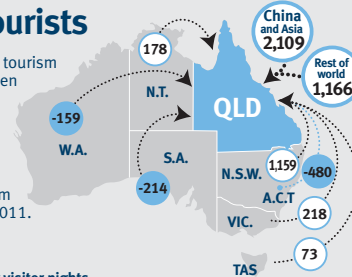 ourists
tourism
en
m
011.
visitor nights
178
China
and Asia
2,109
Rest of
world
1,166
N.T.
QLD
-159
W.A.
S.A.
-214
N.S.W.
1,159
-480
A.C.T
VIC.
218
TAS
73